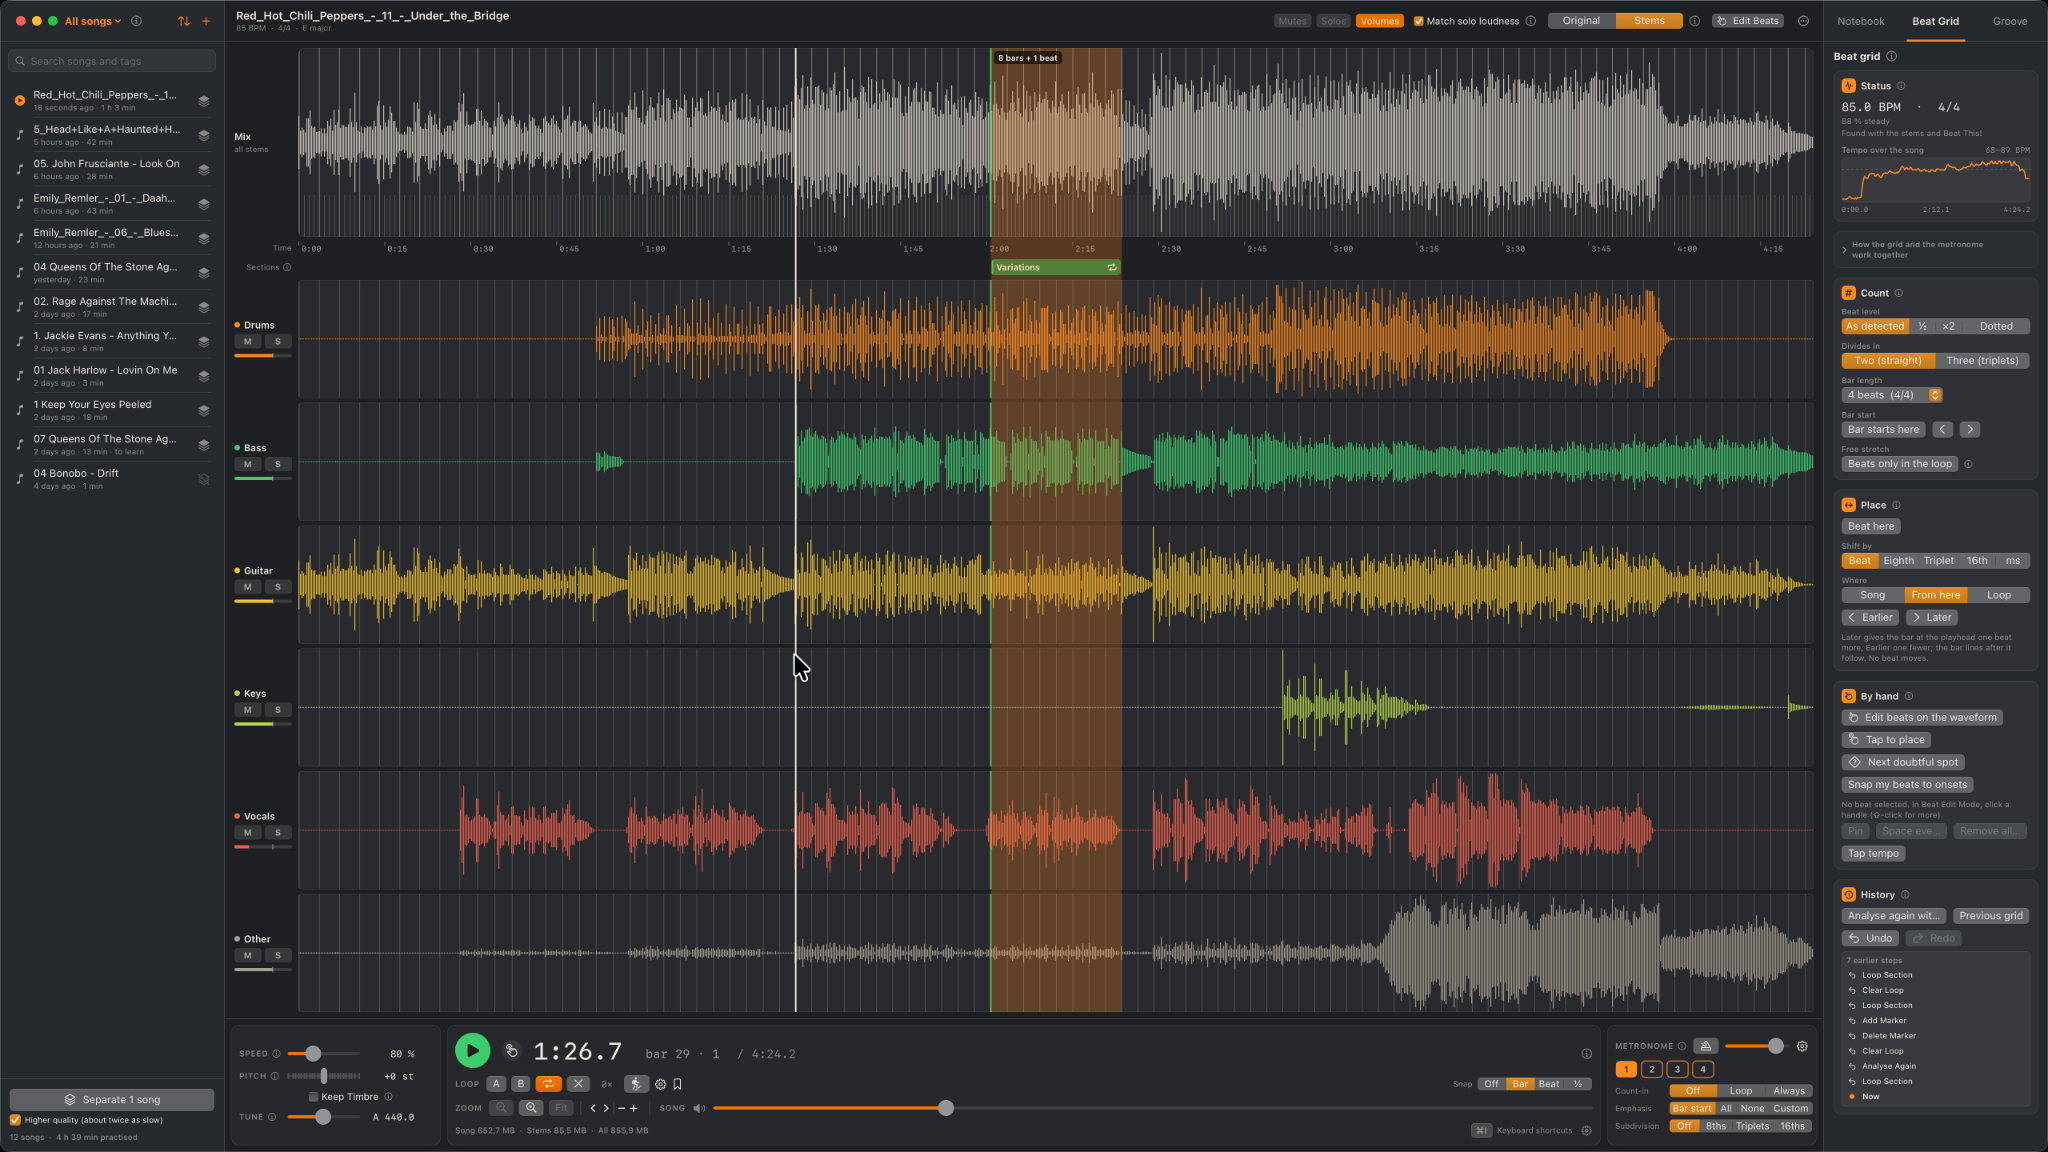 All songs
Red_Hot_Chili_Peppers_-_11_-_Under_the_Bridge
85 BPM · 4/4 · E major
Mutes Solos Volumes Match solo loudness Original Stems Edit Beats
Notebook Beat Grid Groove
Search songs and tags
Red_Hot_Chili_Peppers_-_1...
18 seconds ago · 1 h 3 min
5_Head+Like+A+Haunted+H...
5 hours ago · 42 min
05. John Frusciante - Look On
6 hours ago · 28 min
Emily_Remler_-_01_-_Daah...
6 hours ago · 43 min
Emily_Remler_-_06_-_Blues...
12 hours ago · 21 min
04 Queens Of The Stone Ag...
yesterday · 23 min
02. Rage Against The Machi...
2 days ago · 17 min
1. Jackie Evans - Anything Y...
2 days ago · 8 min
01 Jack Harlow - Lovin On Me
2 days ago · 3 min
1 Keep Your Eyes Peeled
2 days ago · 18 min
07 Queens Of The Stone Ag...
2 days ago · 13 min · to learn
04 Bonobo - Drift
4 days ago · 1 min
Separate 1 song
Higher quality (about twice as slow)
12 songs · 4 h 39 min practised
8 bars + 1 beat
Mix
all stems
Time 0:00 0:15 0:30 0:45 1:00 1:15 1:30 1:45 2:00 2:15 2:30 2:45 3:00 3:15 3:30 3:45 4:00 4:15
Sections Variations
Drums
M S
Bass
M S
Guitar
M S
Keys
M S
Vocals
M S
Other
M S
SPEED 80 %
PITCH +0 st
Keep Timbre
TUNE A 440.0
1:26.7 bar 29 · 1 / 4:24.2
LOOP A B 0×
Snap Off Bar Beat ½
ZOOM Fit SONG
Song 652,7 MB · Stems 85,5 MB · All 855,9 MB
⌘I Keyboard shortcuts
METRONOME
1 2 3 4
Count-in Off Loop Always
Emphasis Bar start All None Custom
Subdivision Off 8ths Triplets 16ths
Beat grid
Status
85.0 BPM · 4/4
88 % steady
Found with the stems and Beat This!
Tempo over the song 68–89 BPM
0:00.0 2:12.1 4:24.2
How the grid and the metronome
work together
Count
Beat level
As detected ½ ×2 Dotted
Divides in
Two (straight) Three (triplets)
Bar length
4 beats (4/4)
Bar start
Bar starts here
Free stretch
Beats only in the loop
Place
Beat here
Shift by
Beat Eighth Triplet 16th ms
Where
Song From here Loop
Earlier Later
Later gives the bar at the playhead one beat
more, Earlier one fewer; the bar lines after it
follow. No beat moves.
By hand
Edit beats on the waveform
Tap to place
Next doubtful spot
Snap my beats to onsets
No beat selected. In Beat Edit Mode, click a
handle (⇧-click for more).
Pin Space eve... Remove all...
Tap tempo
History
Analyse again wit... Previous grid
Undo Redo
7 earlier steps
Loop Section
Clear Loop
Loop Section
Add Marker
Delete Marker
Clear Loop
Analyse Again
Loop Section
Now